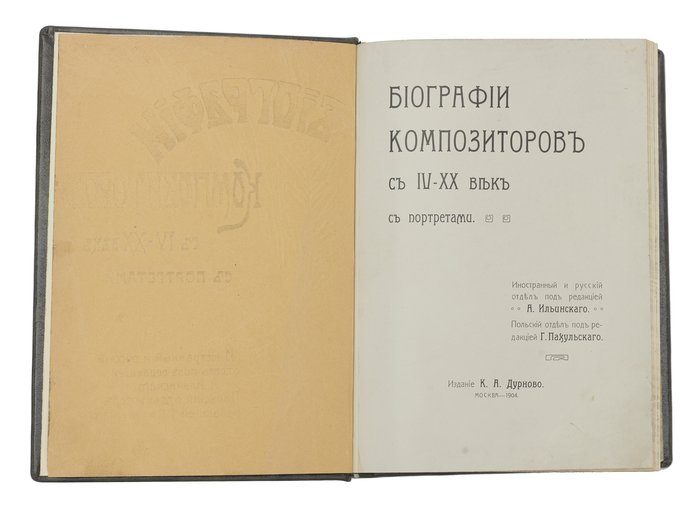 БІОГРАФІИ
КОМПОЗИТОРОВЪ
съ IV-XX вѣкъ
съ портретами.
Иностранный и русскій
отдѣлъ подъ редакціей
А. Ильинскаго.
Польскій отдѣлъ подъ ре-
дакціей Г. Пахульскаго.
Изданіе К. А. Дурново.
МОСКВА—1904.